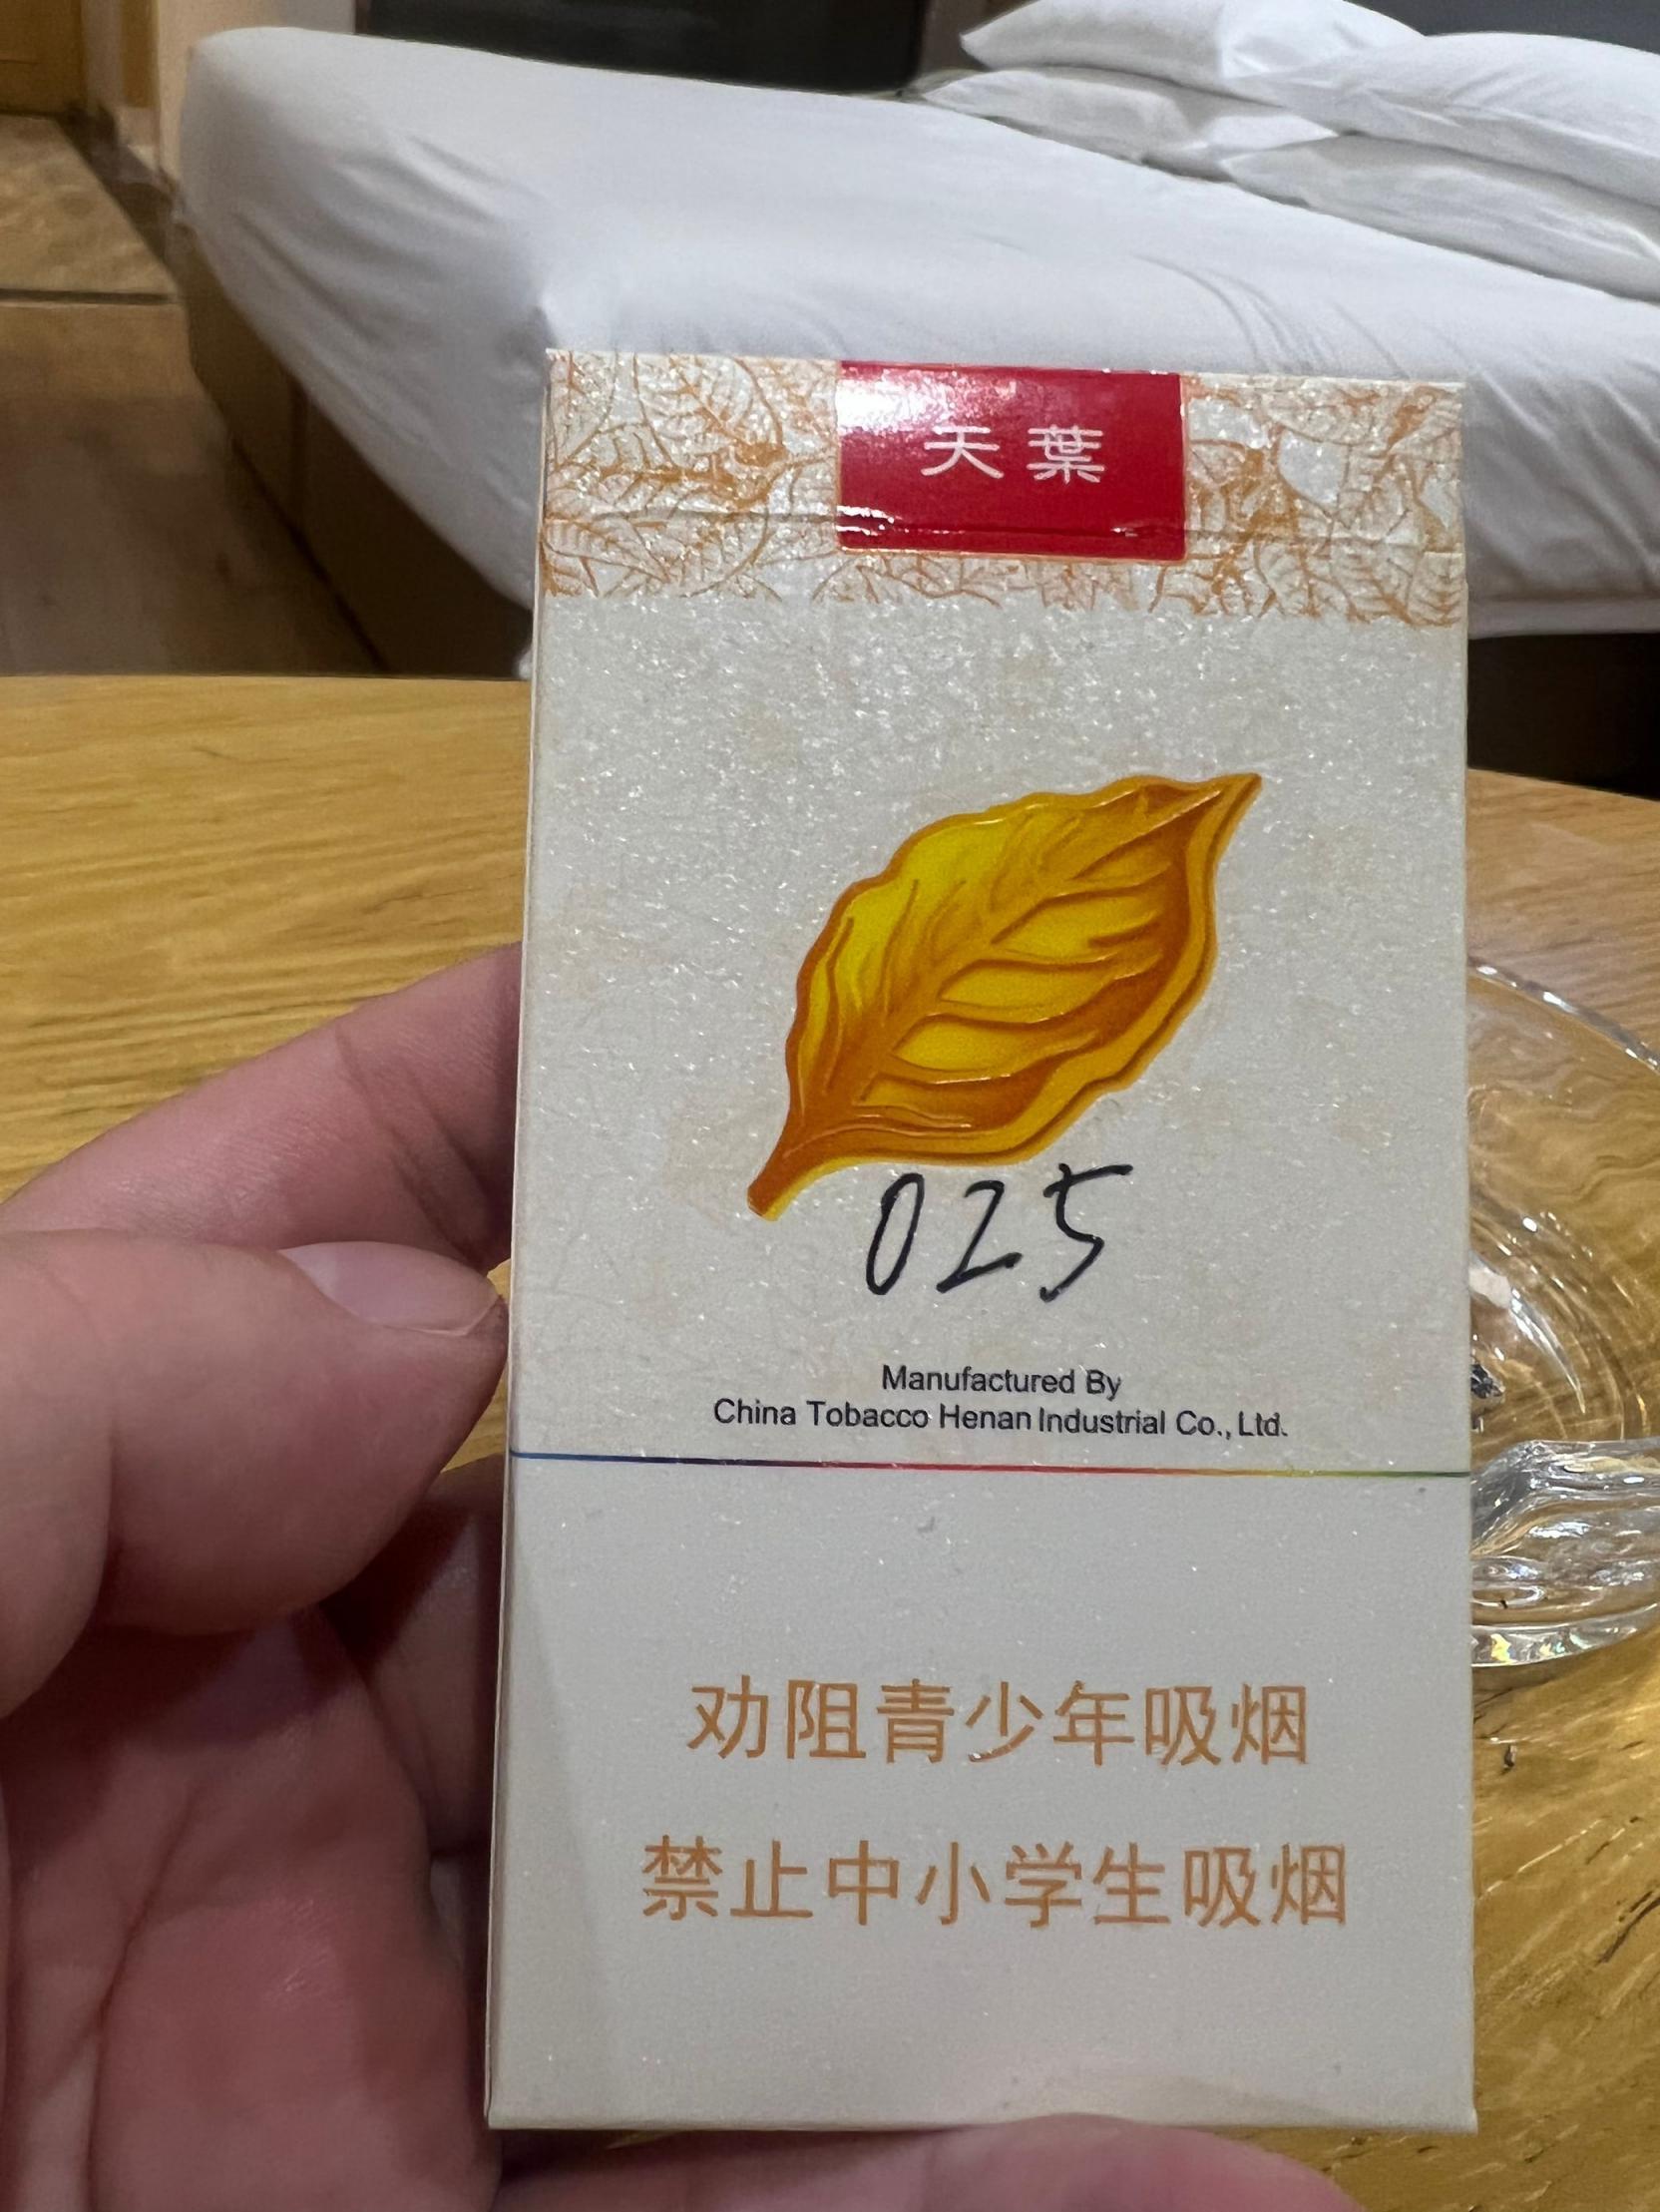 天葉
025
Manufactured By
China Tobacco Henan Industrial Co., Ltd.
劝阻青少年吸烟
禁止中小学生吸烟